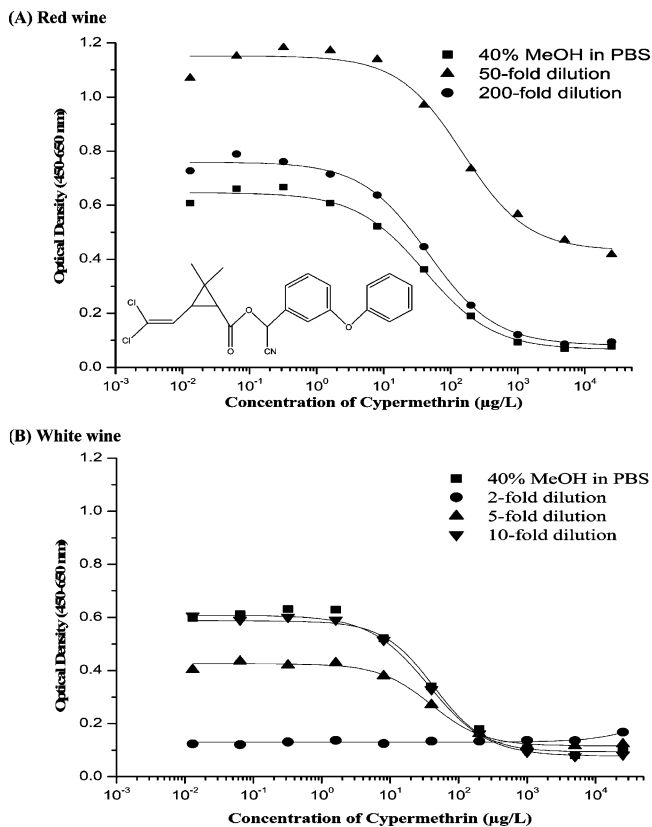 (A) Red wine
1.2
1.0
0.8
0.6
0.4
0.2
0.0
Optical Density (450-650 nm)
40% MeOH in PBS
50-fold dilution
200-fold dilution
Cl
Cl
O
O
CN
O
10-3
10-2
10-1
100
101
102
103
104
Concentration of Cypermethrin (µg/L)
(B) White wine
1.2
1.0
0.8
0.6
0.4
0.2
0.0
Optical Density (450-650 nm)
40% MeOH in PBS
2-fold dilution
5-fold dilution
10-fold dilution
10-3
10-2
10-1
100
101
102
103
104
Concentration of Cypermethrin (µg/L)